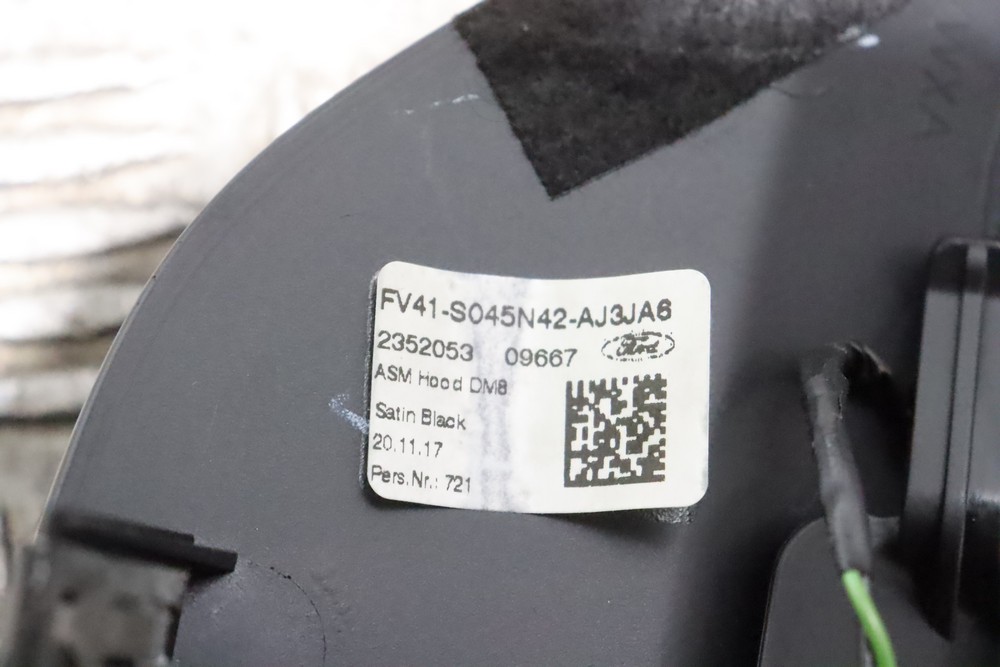 FV41-S045N42-AJ3JA6
2352053 09667 Ford
ASM Hood DM8
Satin Black
20.11.17
Pers.Nr.: 721